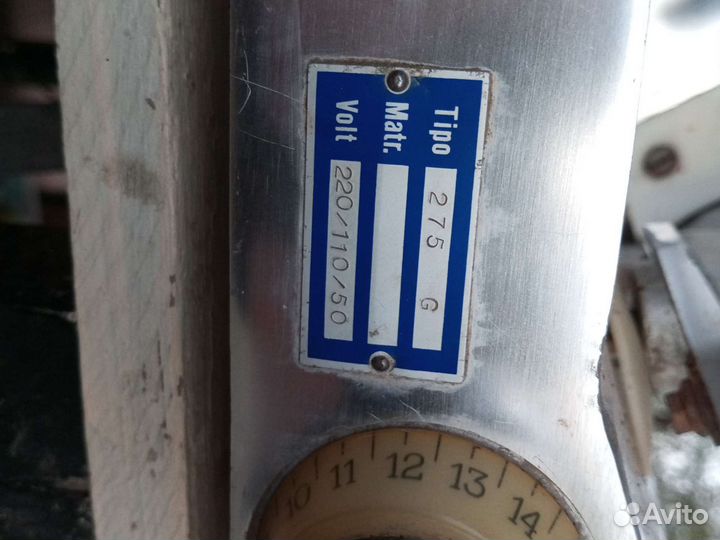 Tipo 275 G
Matr.
Volt 220/110/50
10 11 12 13 14
Avito